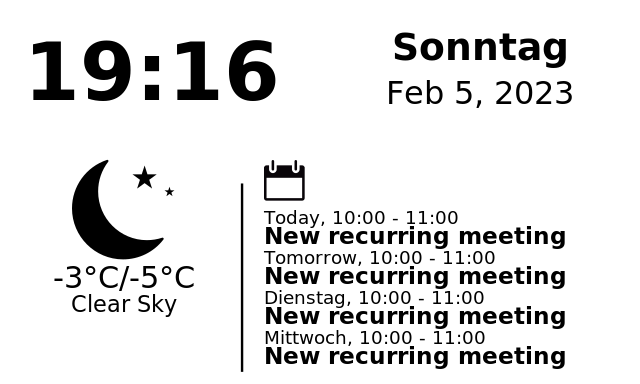 19:16
Sonntag
Feb 5, 2023
-3°C/-5°C
Clear Sky
Today, 10:00 - 11:00
New recurring meeting
Tomorrow, 10:00 - 11:00
New recurring meeting
Dienstag, 10:00 - 11:00
New recurring meeting
Mittwoch, 10:00 - 11:00
New recurring meeting